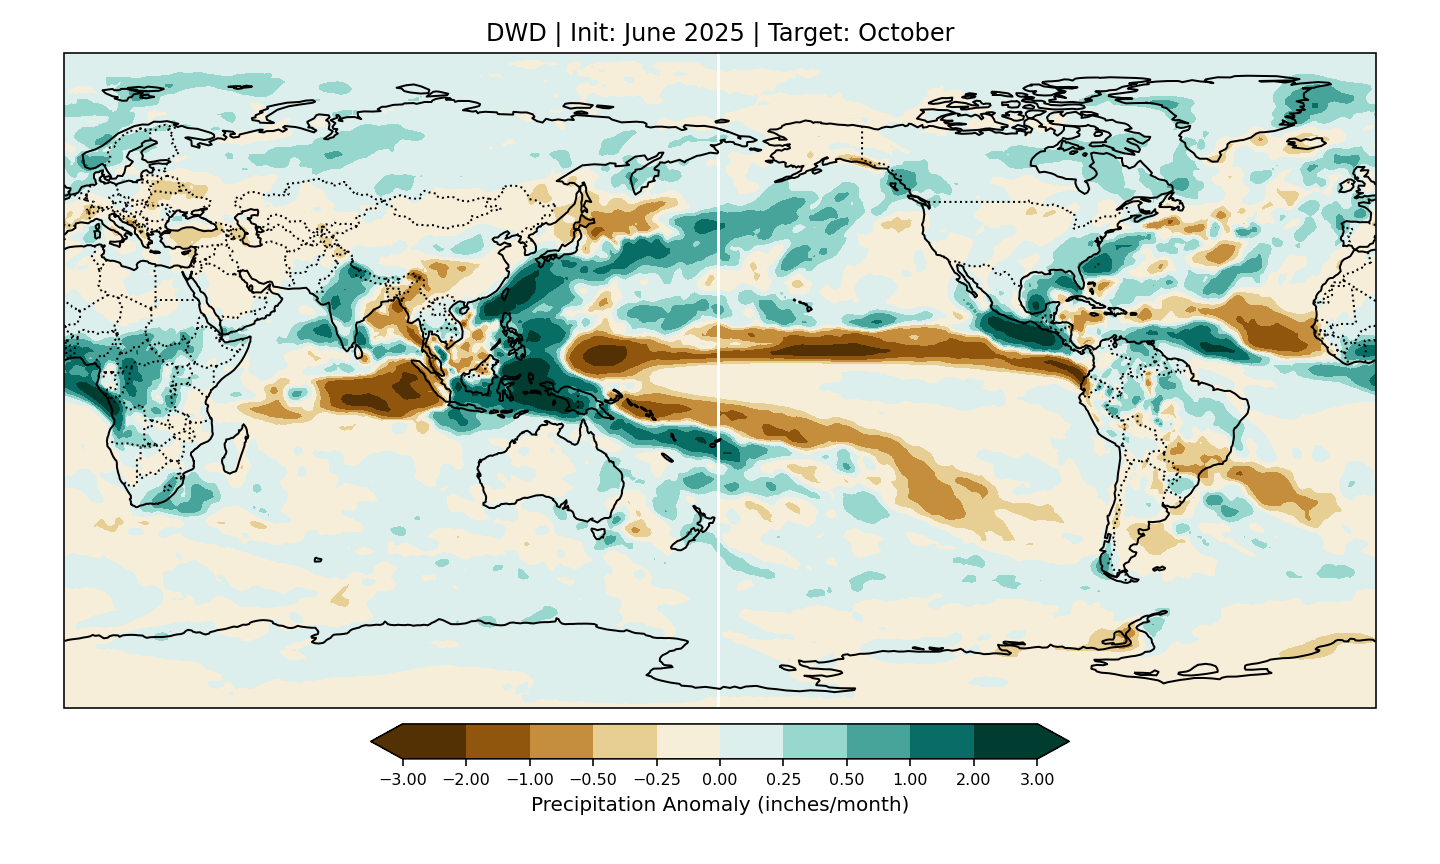 DWD | Init: June 2025 | Target: October
−3.00 −2.00 −1.00 −0.50 −0.25 0.00 0.25 0.50 1.00 2.00 3.00
Precipitation Anomaly (inches/month)